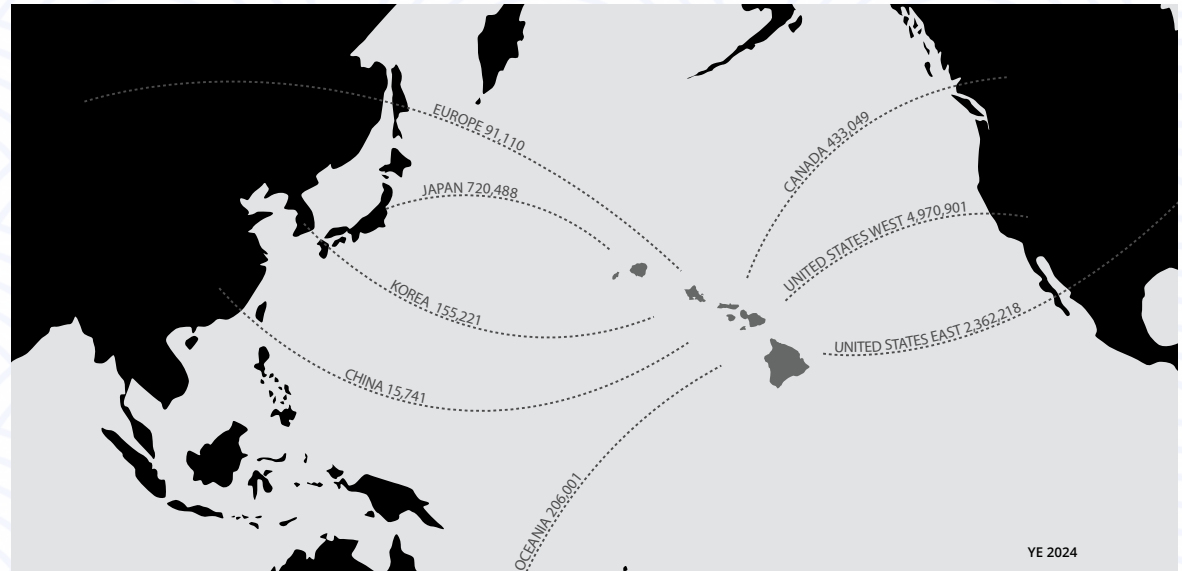 EUROPE 91,110
CANADA 433,049
JAPAN 720,488
UNITED STATES WEST 4,970,901
KOREA 155,221
UNITED STATES EAST 2,362,218
CHINA 15,741
OCEANIA 206,001
YE 2024